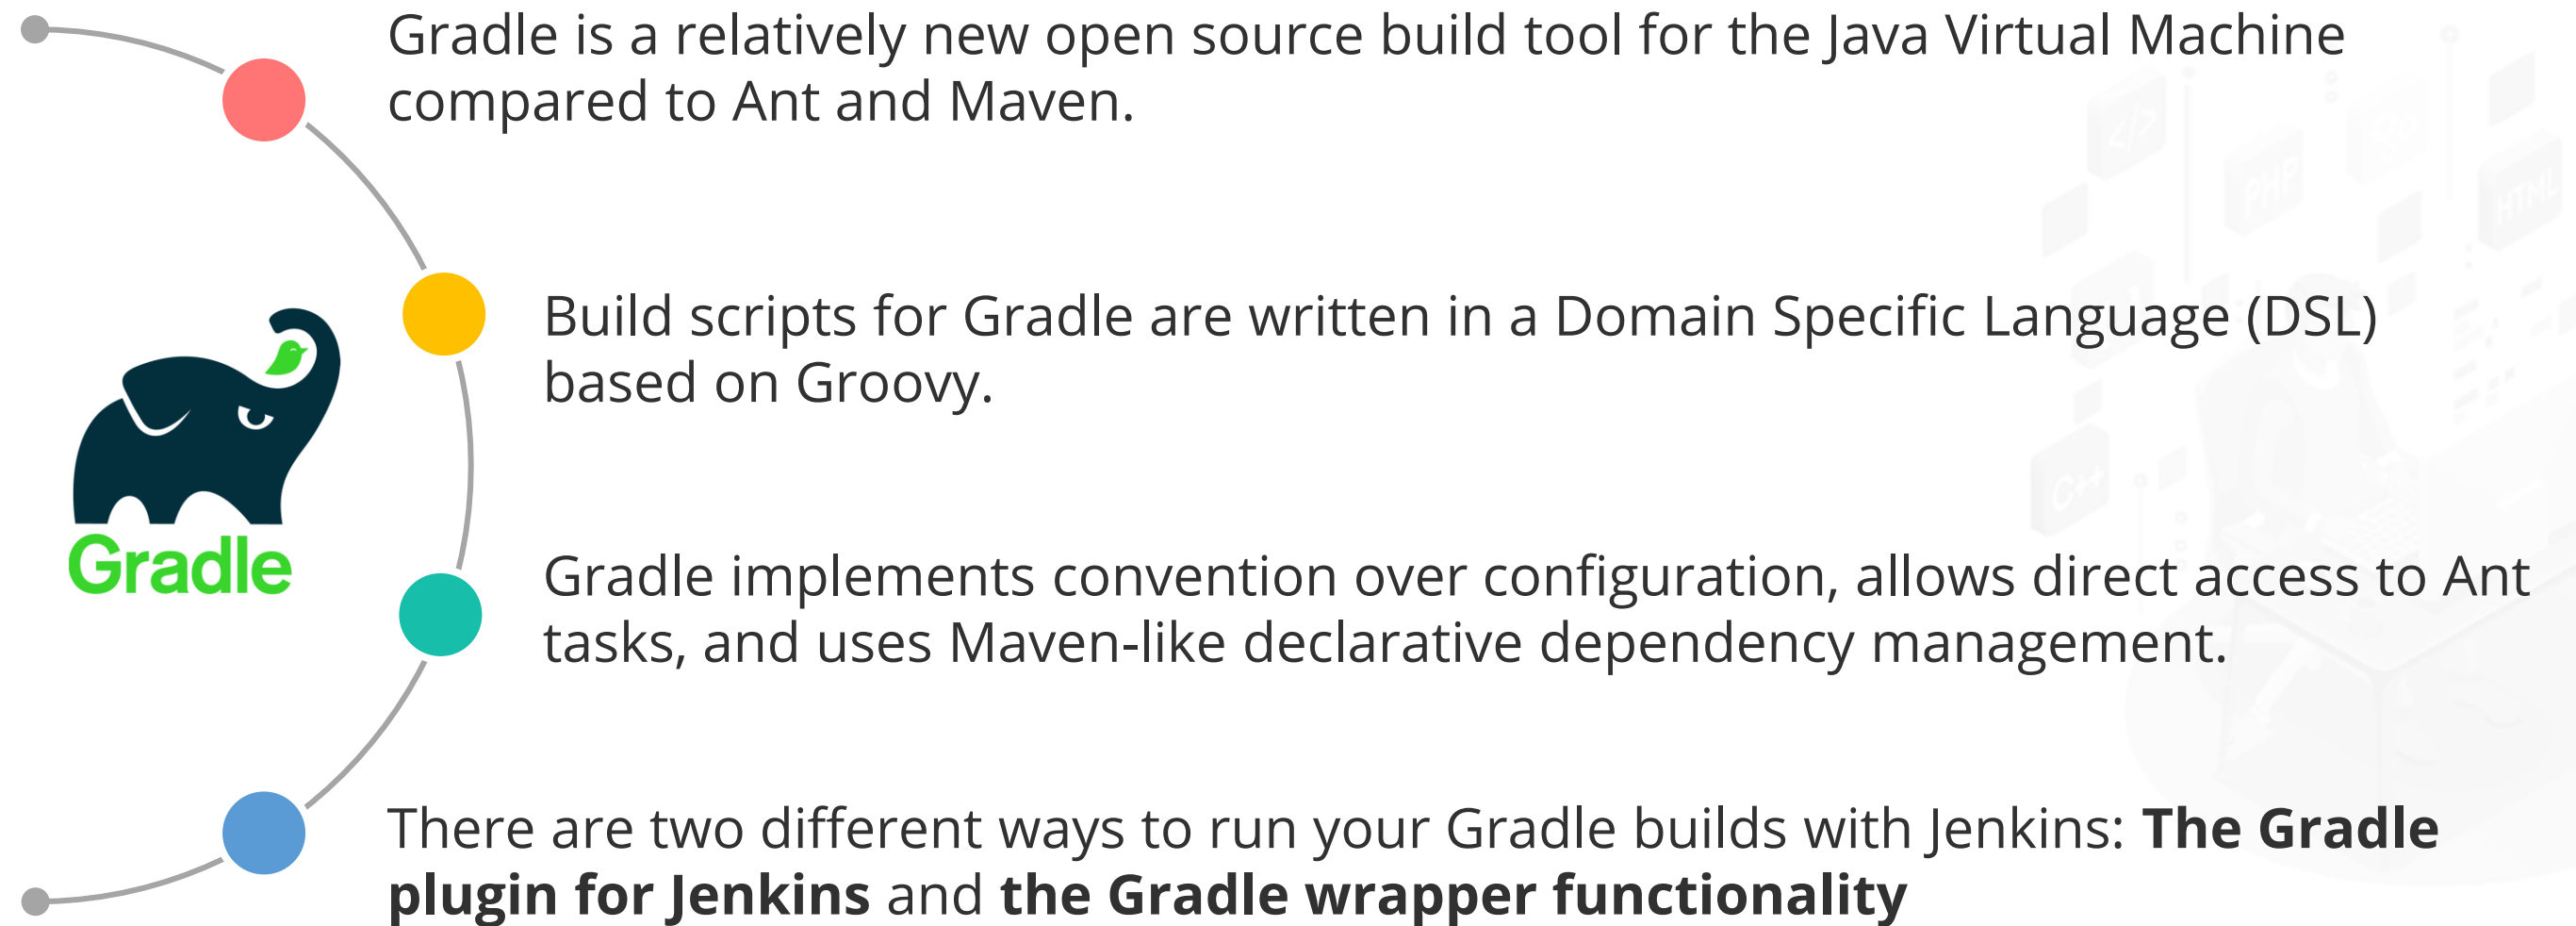 Gradle is a relatively new open source build tool for the Java Virtual Machine
compared to Ant and Maven.
Build scripts for Gradle are written in a Domain Specific Language (DSL)
based on Groovy.
Gradle
Gradle implements convention over configuration, allows direct access to Ant
tasks, and uses Maven-like declarative dependency management.
There are two different ways to run your Gradle builds with Jenkins: The Gradle
plugin for Jenkins and the Gradle wrapper functionality
</>
PHP
HTML
C++